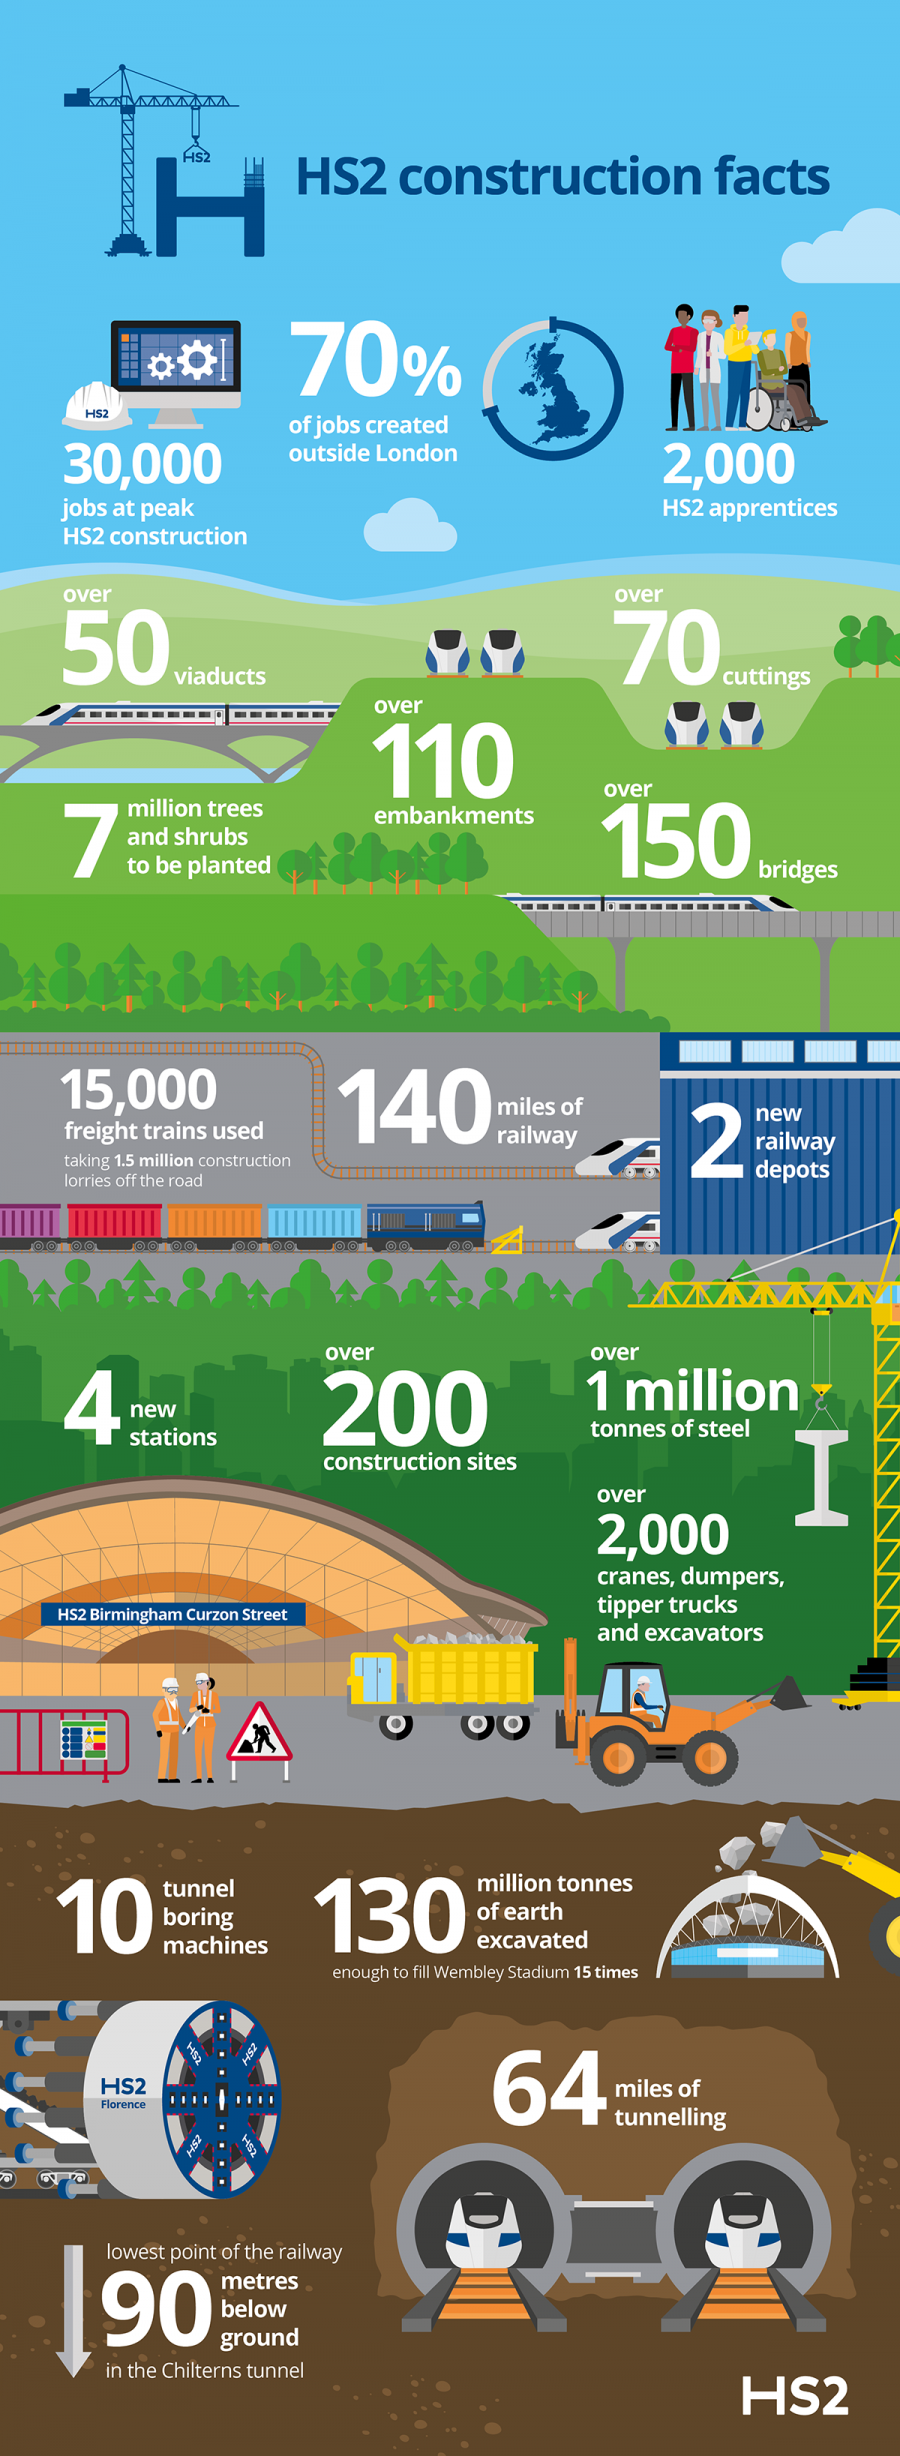 HS2
HS2 construction facts
HS2
30,000
jobs at peak
HS2 construction
70%
of jobs created
outside London
2,000
HS2 apprentices
over
50 viaducts
over
70 cuttings
over
110
embankments
7 million trees
and shrubs
to be planted
over
150 bridges
15,000
freight trains used
taking 1.5 million construction
lorries off the road
140 miles of
railway
2 new
railway
depots
4 new
stations
over
200
construction sites
over
1 million
tonnes of steel
over
2,000
cranes, dumpers,
tipper trucks
and excavators
HS2 Birmingham Curzon Street
10 tunnel
boring
machines
130 million tonnes
of earth
excavated
enough to fill Wembley Stadium 15 times
HS2
Florence
HS2
HS2
HS2
HS2
64 miles of
tunnelling
lowest point of the railway
90 metres
below
ground
in the Chilterns tunnel
HS2